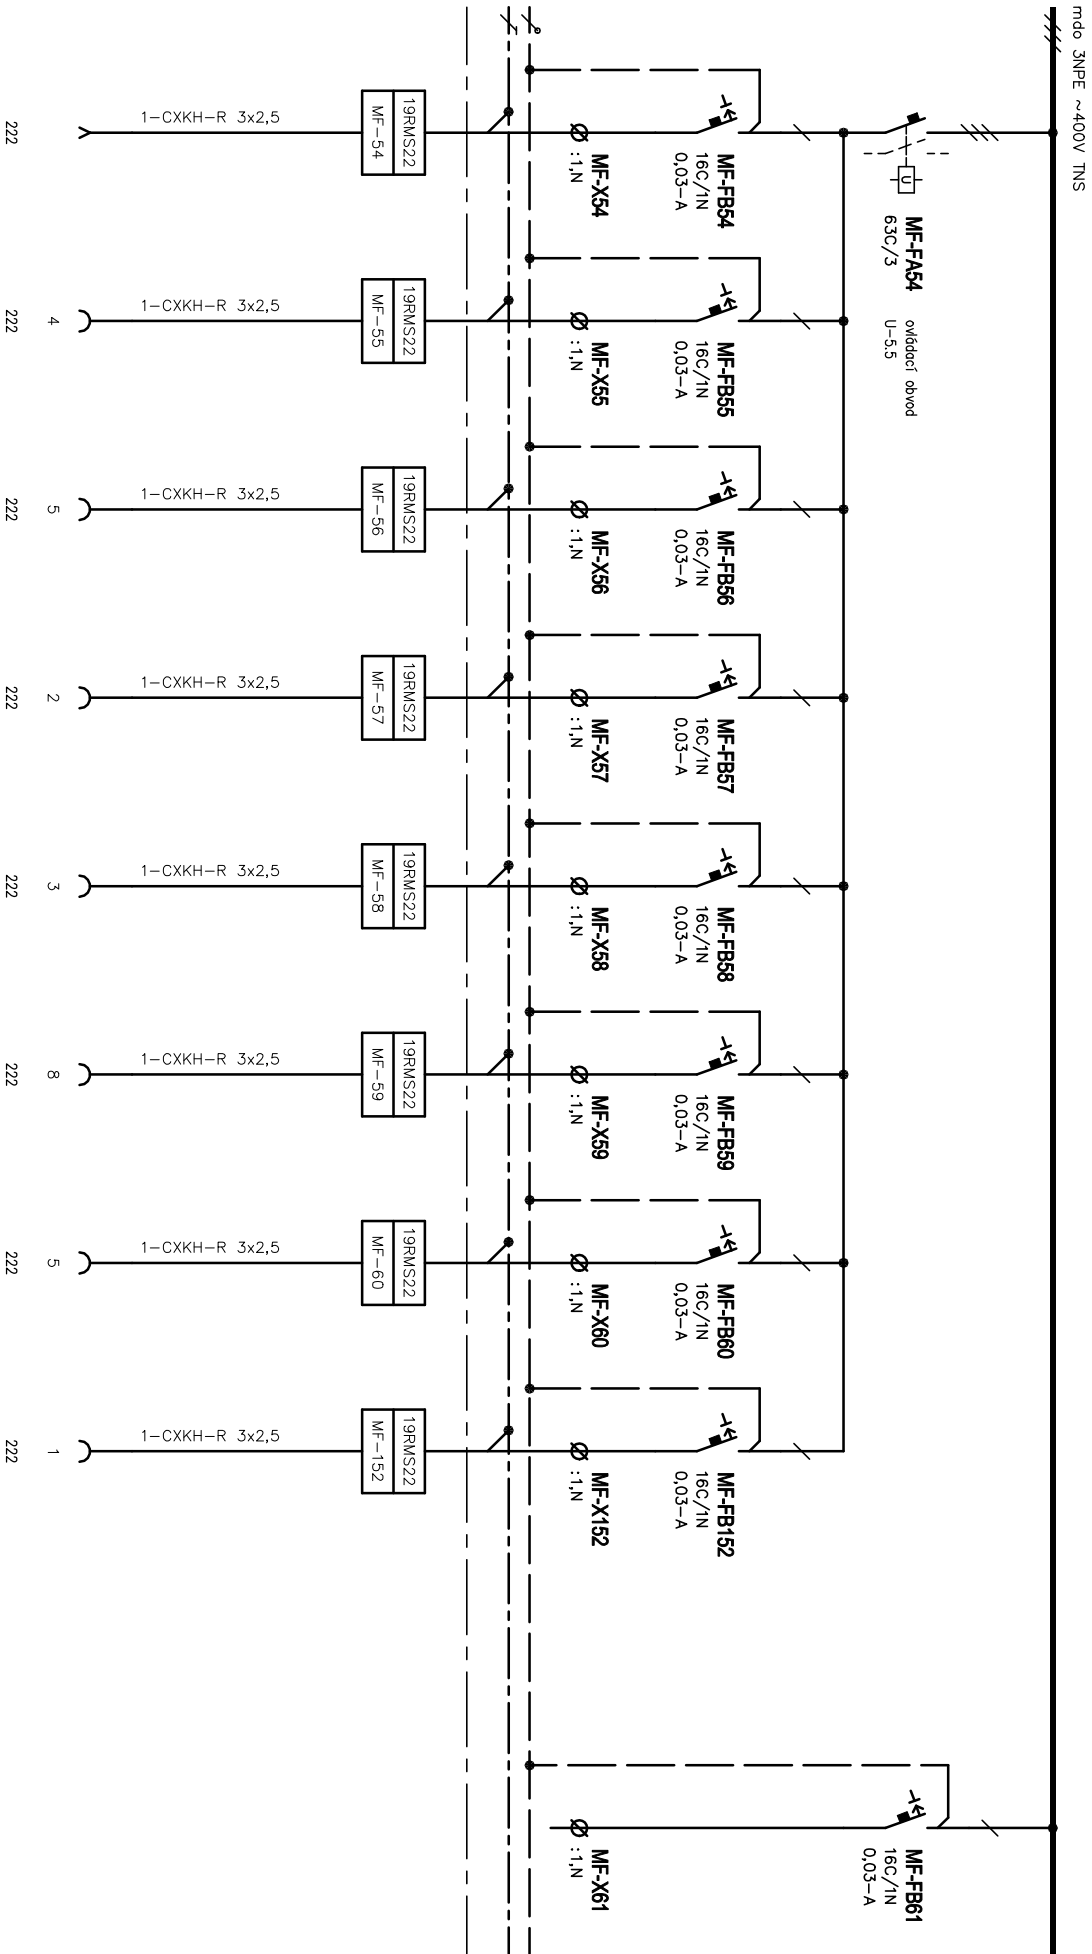 mdo 3NPE ~400V TNS
MF-FA54
63C/3
ovládací obvod
U-5.5
U
MF-FB54
16C/1N
0,03-A
MF-X54
:1,N
19RMS22
MF-54
1-CXKH-R 3x2,5
222
MF-FB55
16C/1N
0,03-A
MF-X55
:1,N
19RMS22
MF-55
1-CXKH-R 3x2,5
4
222
MF-FB56
16C/1N
0,03-A
MF-X56
:1,N
19RMS22
MF-56
1-CXKH-R 3x2,5
5
222
MF-FB57
16C/1N
0,03-A
MF-X57
:1,N
19RMS22
MF-57
1-CXKH-R 3x2,5
2
222
MF-FB58
16C/1N
0,03-A
MF-X58
:1,N
19RMS22
MF-58
1-CXKH-R 3x2,5
3
222
MF-FB59
16C/1N
0,03-A
MF-X59
:1,N
19RMS22
MF-59
1-CXKH-R 3x2,5
8
222
MF-FB60
16C/1N
0,03-A
MF-X60
:1,N
19RMS22
MF-60
1-CXKH-R 3x2,5
5
222
MF-FB152
16C/1N
0,03-A
MF-X152
:1,N
19RMS22
MF-152
1-CXKH-R 3x2,5
1
222
MF-FB61
16C/1N
0,03-A
MF-X61
:1,N